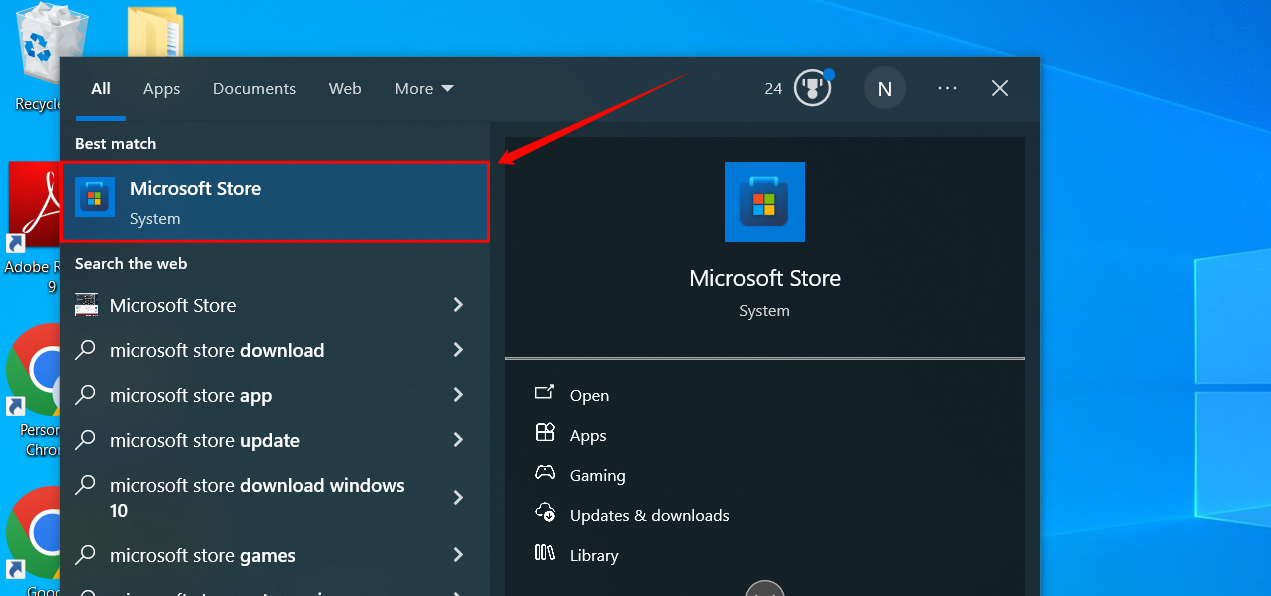 Recycle
All
Apps
Documents
Web
More
24
N
Best match
Microsoft Store
System
Search the web
Microsoft Store
microsoft store download
microsoft store app
microsoft store update
microsoft store download windows
10
microsoft store games
Microsoft Store
System
Open
Apps
Gaming
Updates & downloads
Library
Adobe R
9
Person
Chro
Goo